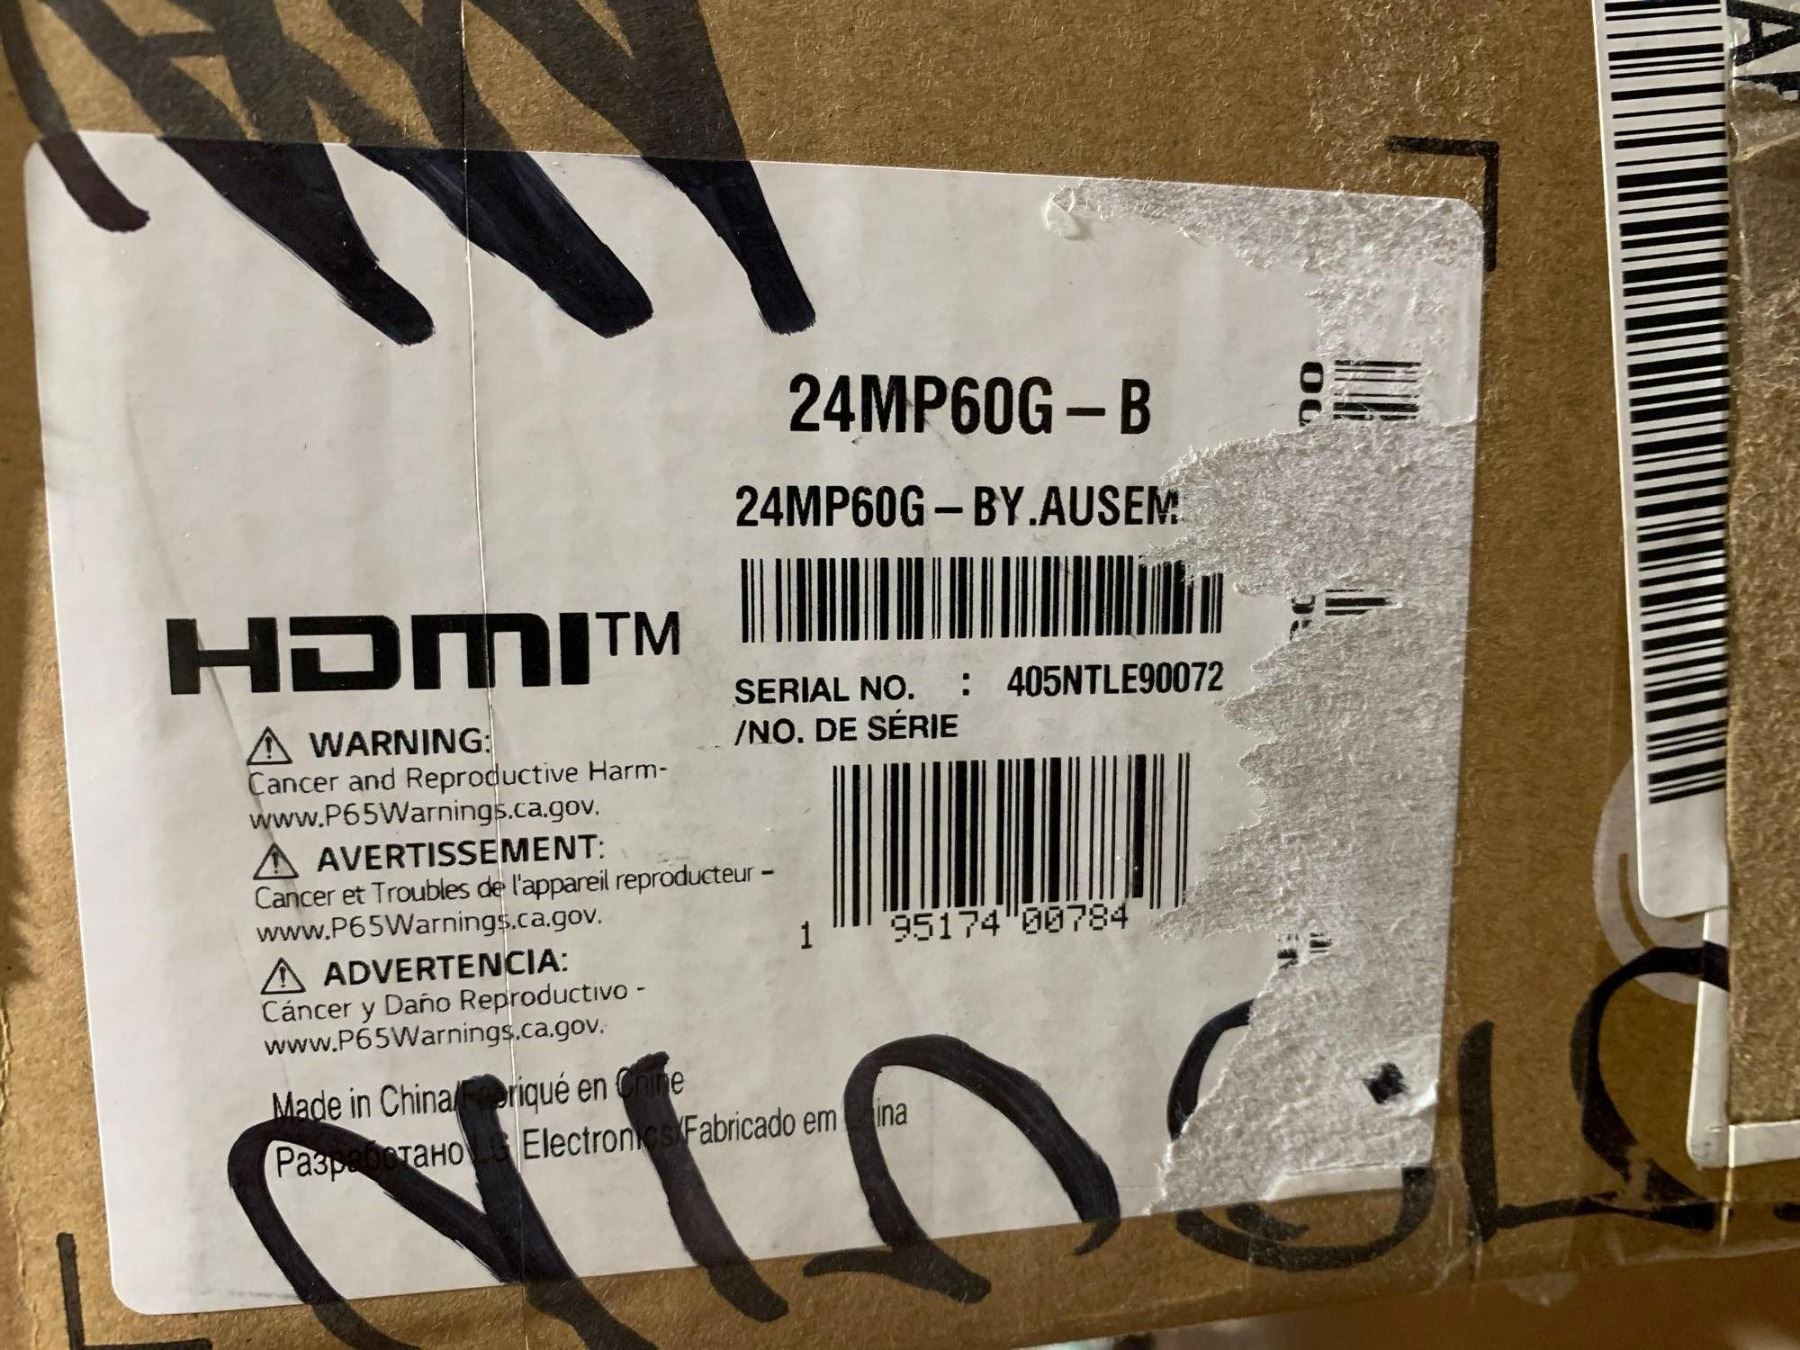 24MP60G – B
24MP60G – BY.AUSEM
HDMI™
SERIAL NO. : 405NTLE90072
/NO. DE SÉRIE
1 95174 00784
⚠ WARNING:
Cancer and Reproductive Harm-
www.P65Warnings.ca.gov.
⚠ AVERTISSEMENT:
Cancer et Troubles de l'appareil reproducteur –
www.P65Warnings.ca.gov.
⚠ ADVERTENCIA:
Cáncer y Daño Reproductivo -
www.P65Warnings.ca.gov.
Made in China/Fabriqué en Chine
Разработано LG Electronics/Fabricado em China